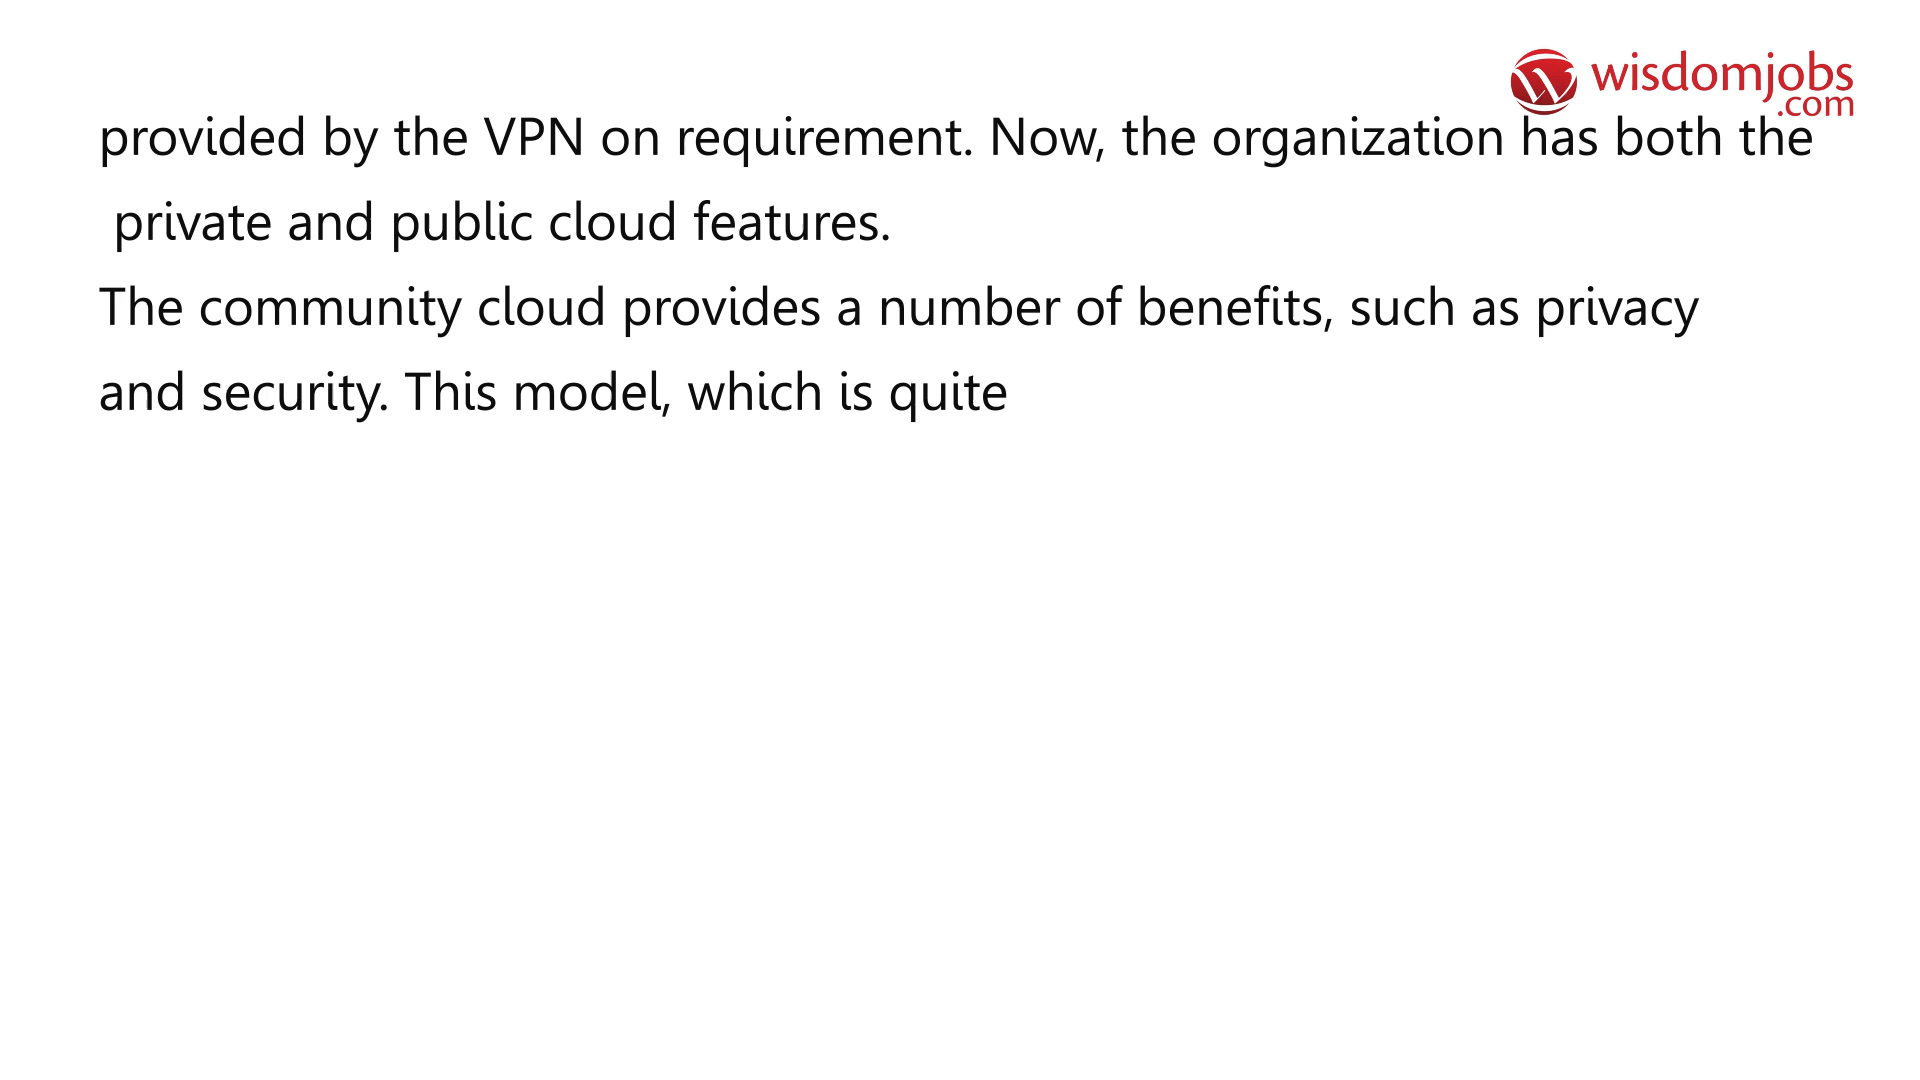 wisdomjobs
.com
provided by the VPN on requirement. Now, the organization has both the
private and public cloud features.
The community cloud provides a number of benefits, such as privacy
and security. This model, which is quite